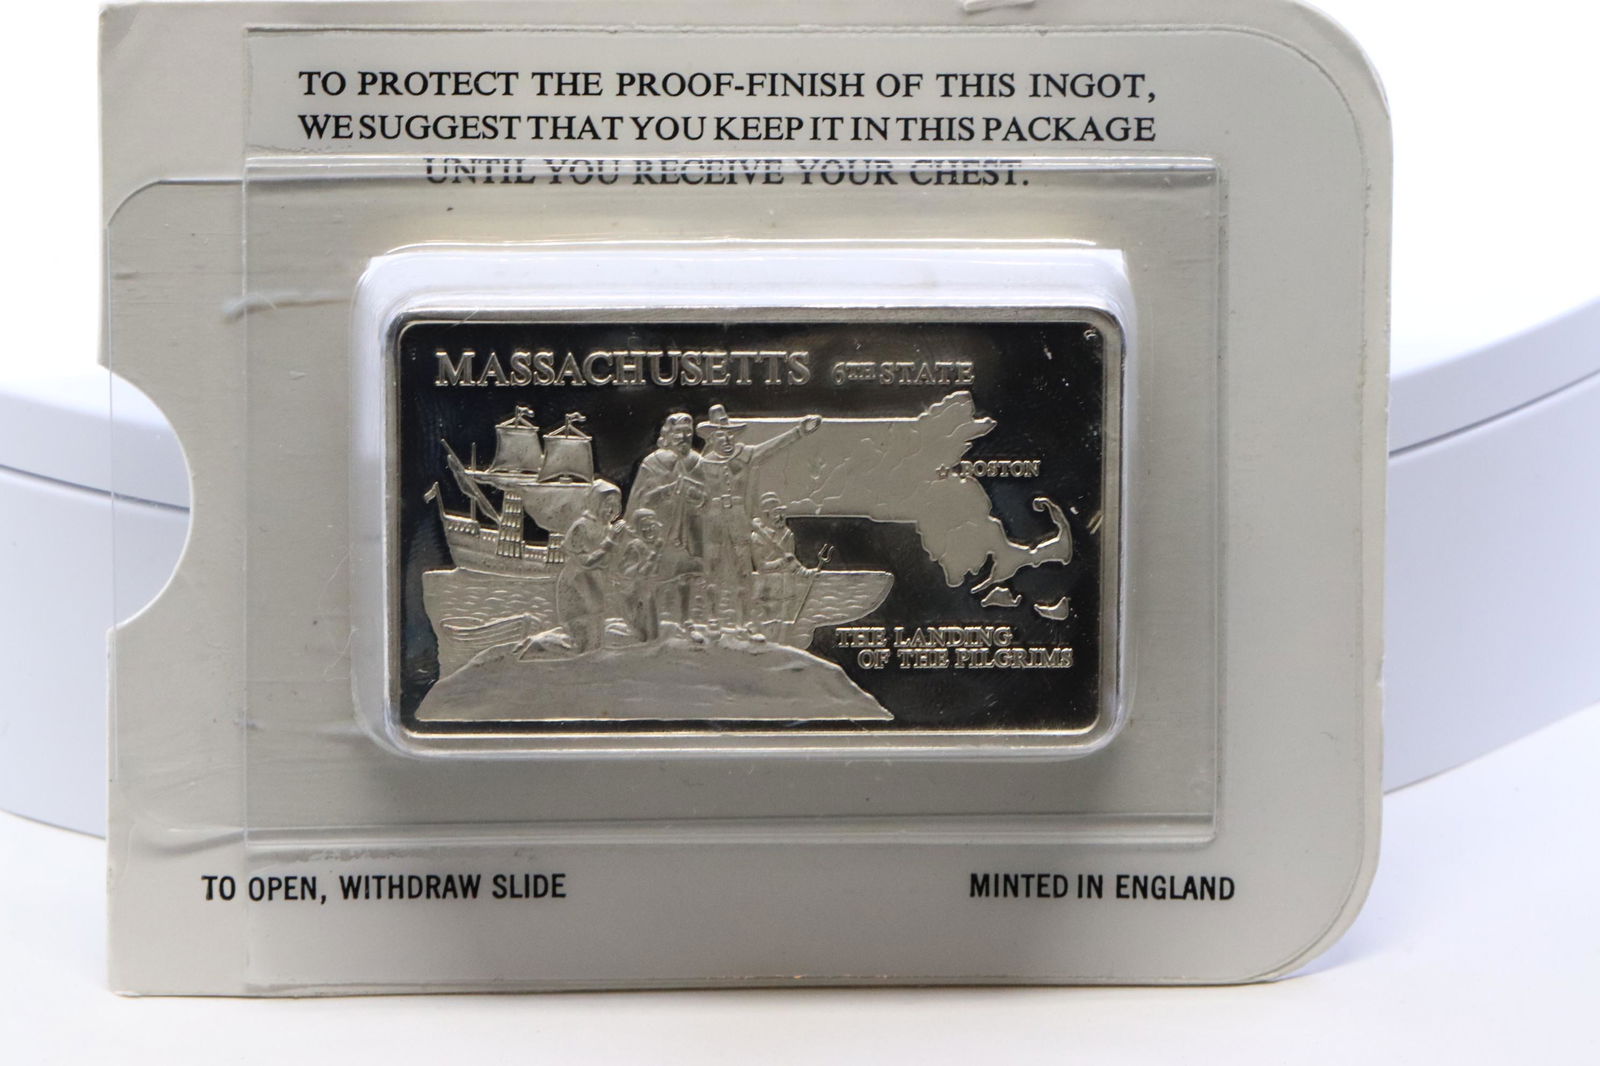 TO PROTECT THE PROOF-FINISH OF THIS INGOT,
WE SUGGEST THAT YOU KEEP IT IN THIS PACKAGE
UNTIL YOU RECEIVE YOUR CHEST.
MASSACHUSETTS 6TH STATE
BOSTON
THE LANDING
OF THE PILGRIMS
TO OPEN, WITHDRAW SLIDE
MINTED IN ENGLAND